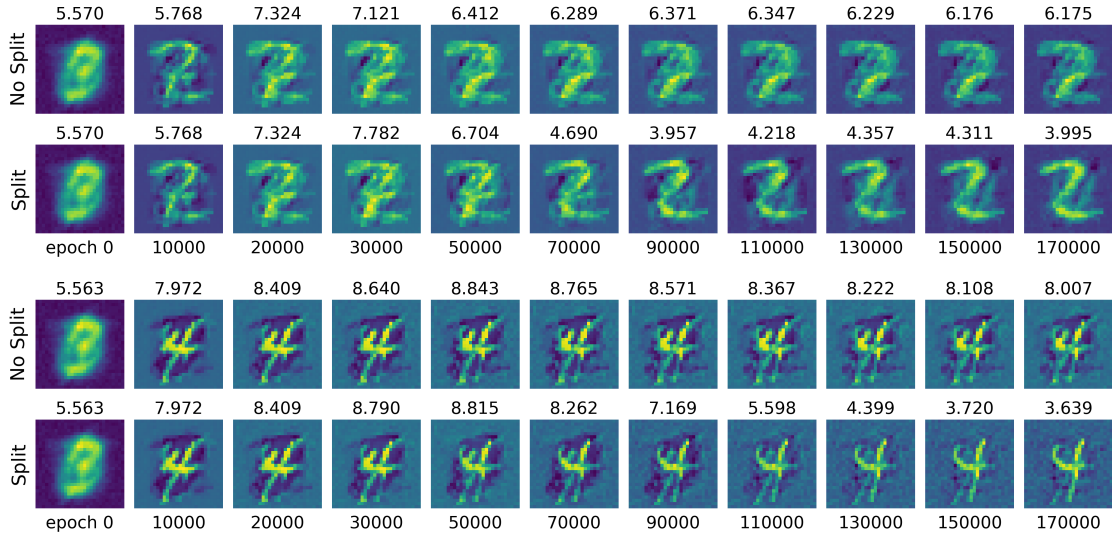 5.570 5.768 7.324 7.121 6.412 6.289 6.371 6.347 6.229 6.176 6.175
No Split
5.570 5.768 7.324 7.782 6.704 4.690 3.957 4.218 4.357 4.311 3.995
Split
epoch 0 10000 20000 30000 50000 70000 90000 110000 130000 150000 170000
5.563 7.972 8.409 8.640 8.843 8.765 8.571 8.367 8.222 8.108 8.007
No Split
5.563 7.972 8.409 8.790 8.815 8.262 7.169 5.598 4.399 3.720 3.639
Split
epoch 0 10000 20000 30000 50000 70000 90000 110000 130000 150000 170000